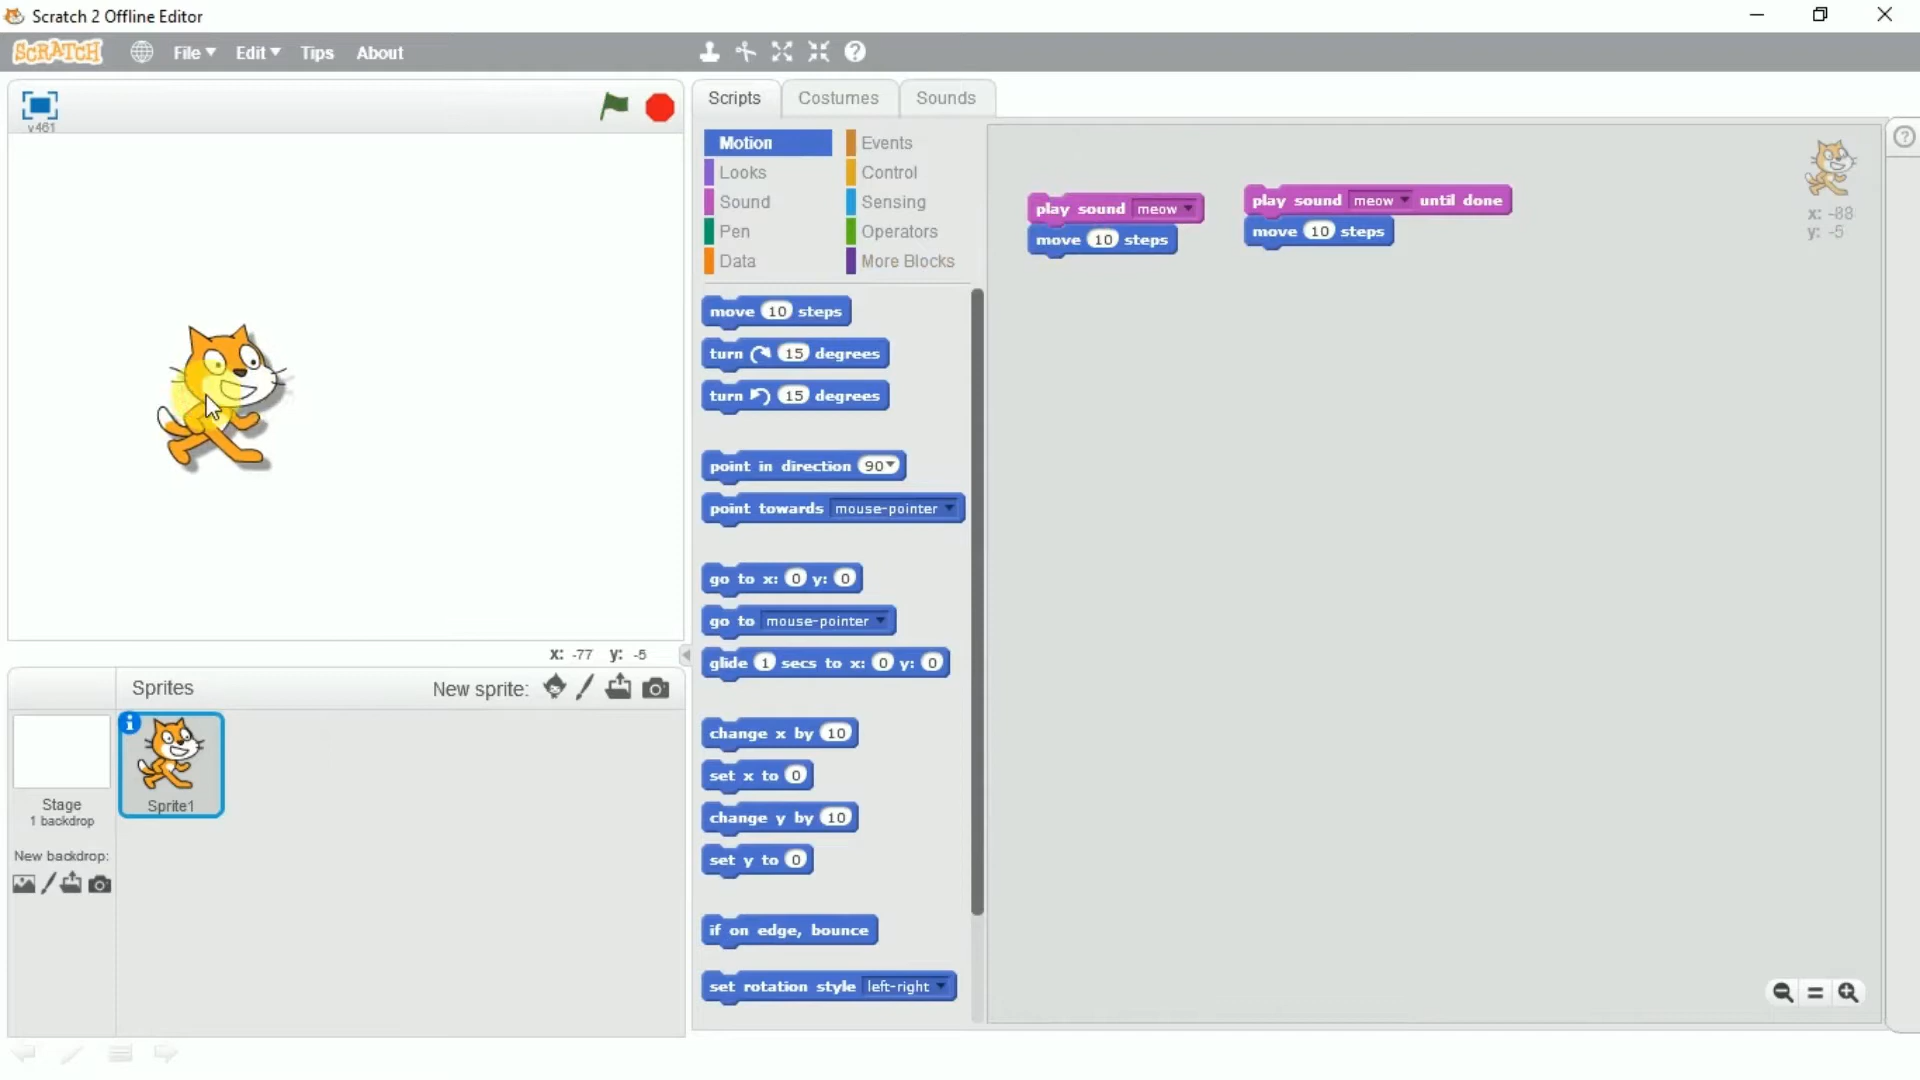 Scratch 2 Offline Editor
SCRATCH File Edit Tips About
v461
Scripts Costumes Sounds
Motion Events
Looks Control
Sound Sensing
Pen Operators
Data More Blocks
move 10 steps
turn 15 degrees
turn 15 degrees
point in direction 90
point towards mouse-pointer
go to x: 0 y: 0
go to mouse-pointer
glide 1 secs to x: 0 y: 0
change x by 10
set x to 0
change y by 10
set y to 0
if on edge, bounce
set rotation style left-right
play sound meow
move 10 steps
play sound meow until done
move 10 steps
x: -88
y: -5
x: -77 y: -5
Sprites New sprite:
Sprite1
Stage
1 backdrop
New backdrop: